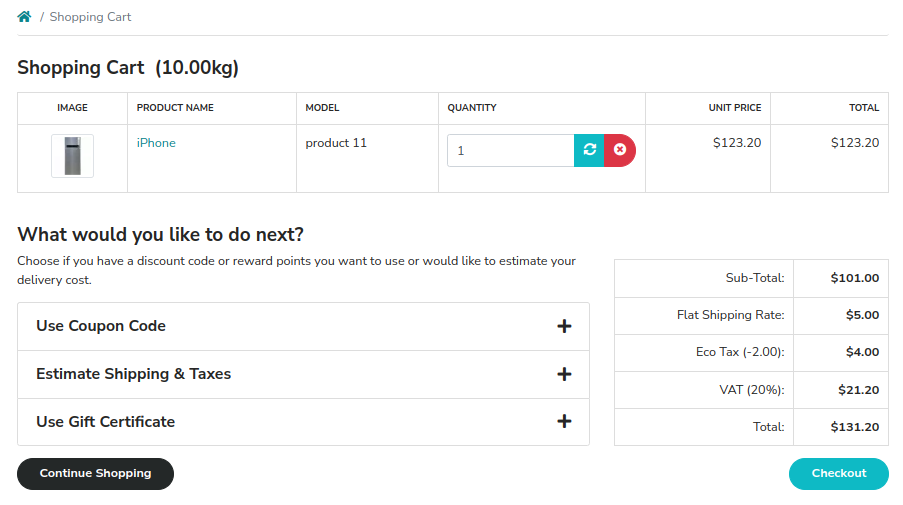 / Shopping Cart
Shopping Cart (10.00kg)
IMAGE PRODUCT NAME MODEL QUANTITY UNIT PRICE TOTAL
iPhone product 11 1 $123.20 $123.20
What would you like to do next?
Choose if you have a discount code or reward points you want to use or would like to estimate your
delivery cost.
Use Coupon Code
Estimate Shipping & Taxes
Use Gift Certificate
Sub-Total: $101.00
Flat Shipping Rate: $5.00
Eco Tax (-2.00): $4.00
VAT (20%): $21.20
Total: $131.20
Continue Shopping
Checkout